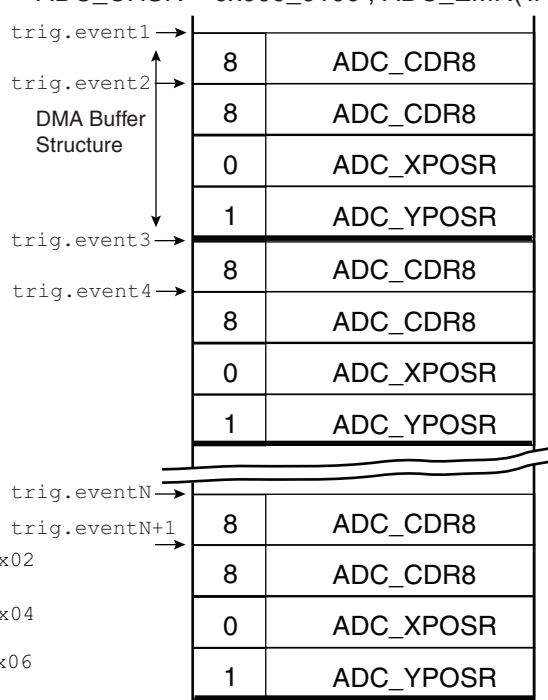 trig.event1
8 ADC_CDR8
trig.event2
DMA Buffer
Structure
8 ADC_CDR8
0 ADC_XPOSR
1 ADC_YPOSR
trig.event3
8 ADC_CDR8
trig.event4
8 ADC_CDR8
0 ADC_XPOSR
1 ADC_YPOSR
trig.eventN
8 ADC_CDR8
trig.eventN+1
x02
8 ADC_CDR8
x04
0 ADC_XPOSR
x06
1 ADC_YPOSR